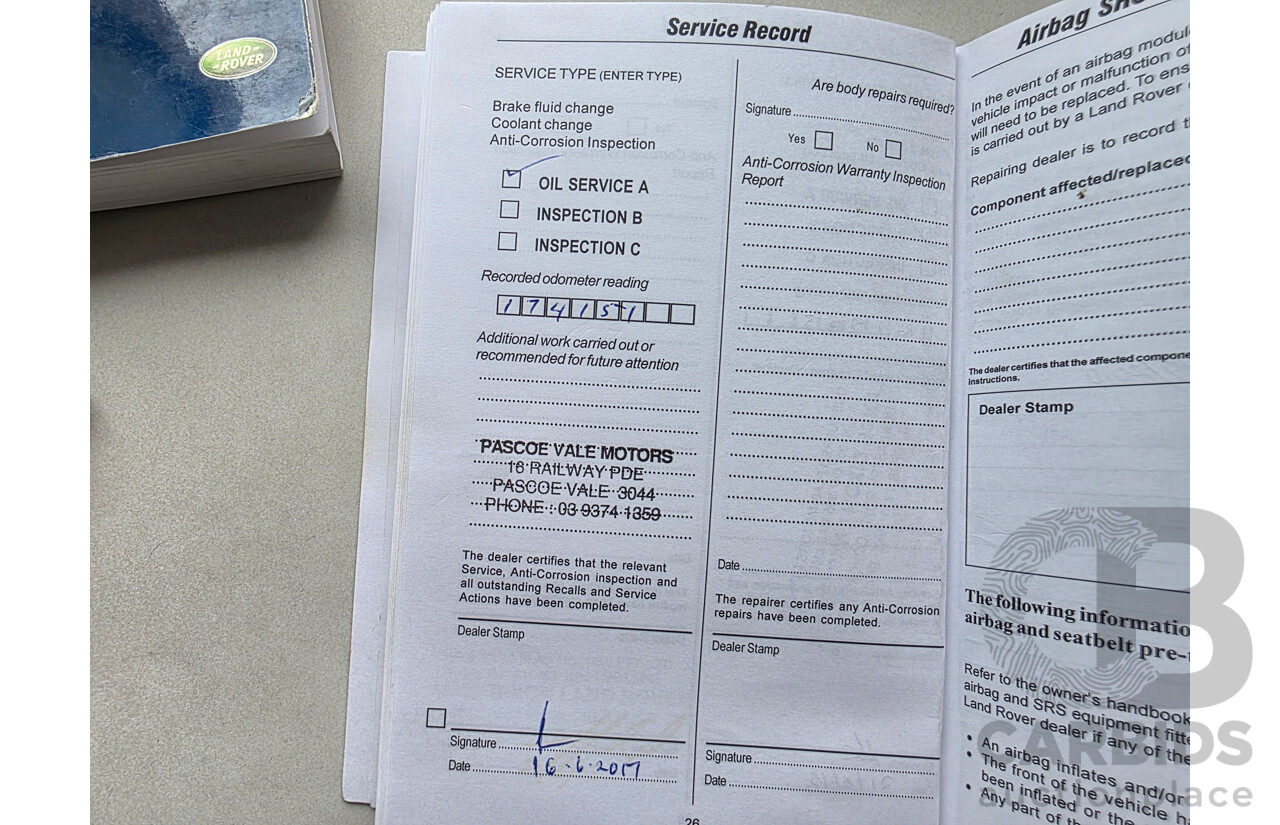 LAND-
-ROVER
Service Record
SERVICE TYPE (ENTER TYPE)
Brake fluid change
Coolant change
Anti-Corrosion Inspection
OIL SERVICE A
INSPECTION B
INSPECTION C
Recorded odometer reading
174151
Additional work carried out or
recommended for future attention
PASCOE VALE MOTORS
16 RAILWAY PDE
PASCOE VALE 3044
PHONE : 03 9374 1359
The dealer certifies that the relevant
Service, Anti-Corrosion inspection and
all outstanding Recalls and Service
Actions have been completed.
Dealer Stamp
Signature
Date 16-6-2017
Are body repairs required?
Signature
Yes No
Anti-Corrosion Warranty Inspection
Report
Date
The repairer certifies any Anti-Corrosion
repairs have been completed.
Dealer Stamp
Signature
Date
26
Airbag
In the event of an airbag
vehicle impact or malfunction
will need to be replaced. To
is carried out by a Land Rover
Repairing dealer is to record
Component affected/replaced
The dealer certifies that the affected
instructions.
Dealer Stamp
The following
airbag and seatbelt
Refer to the owner's handbook
airbag and SRS equipment
Land Rover dealer if any of the
• An airbag inflates and/or
• The front of the vehicle
been inflated or the
• Any part of
CARBIDS
auctionplace